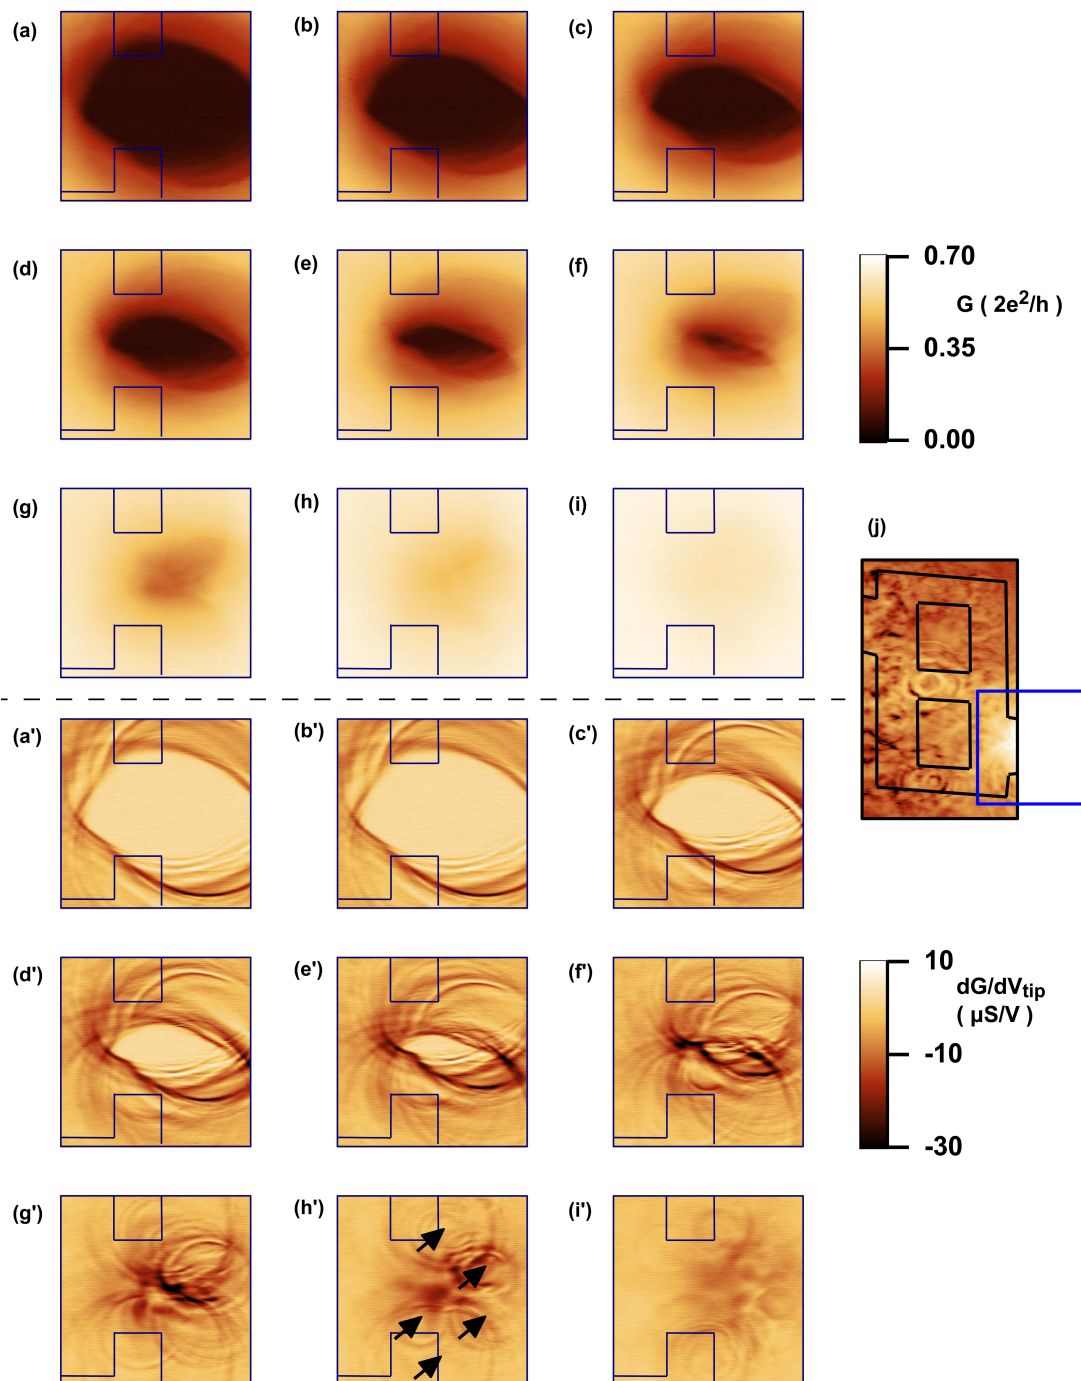 (a)
(b)
(c)
(d)
(e)
(f)
0.70
G ( 2e²/h )
0.35
0.00
(g)
(h)
(i)
(j)
(a')
(b')
(c')
(d')
(e')
(f')
10
dG/dVtip
( µS/V )
-10
-30
(g')
(h')
(i')